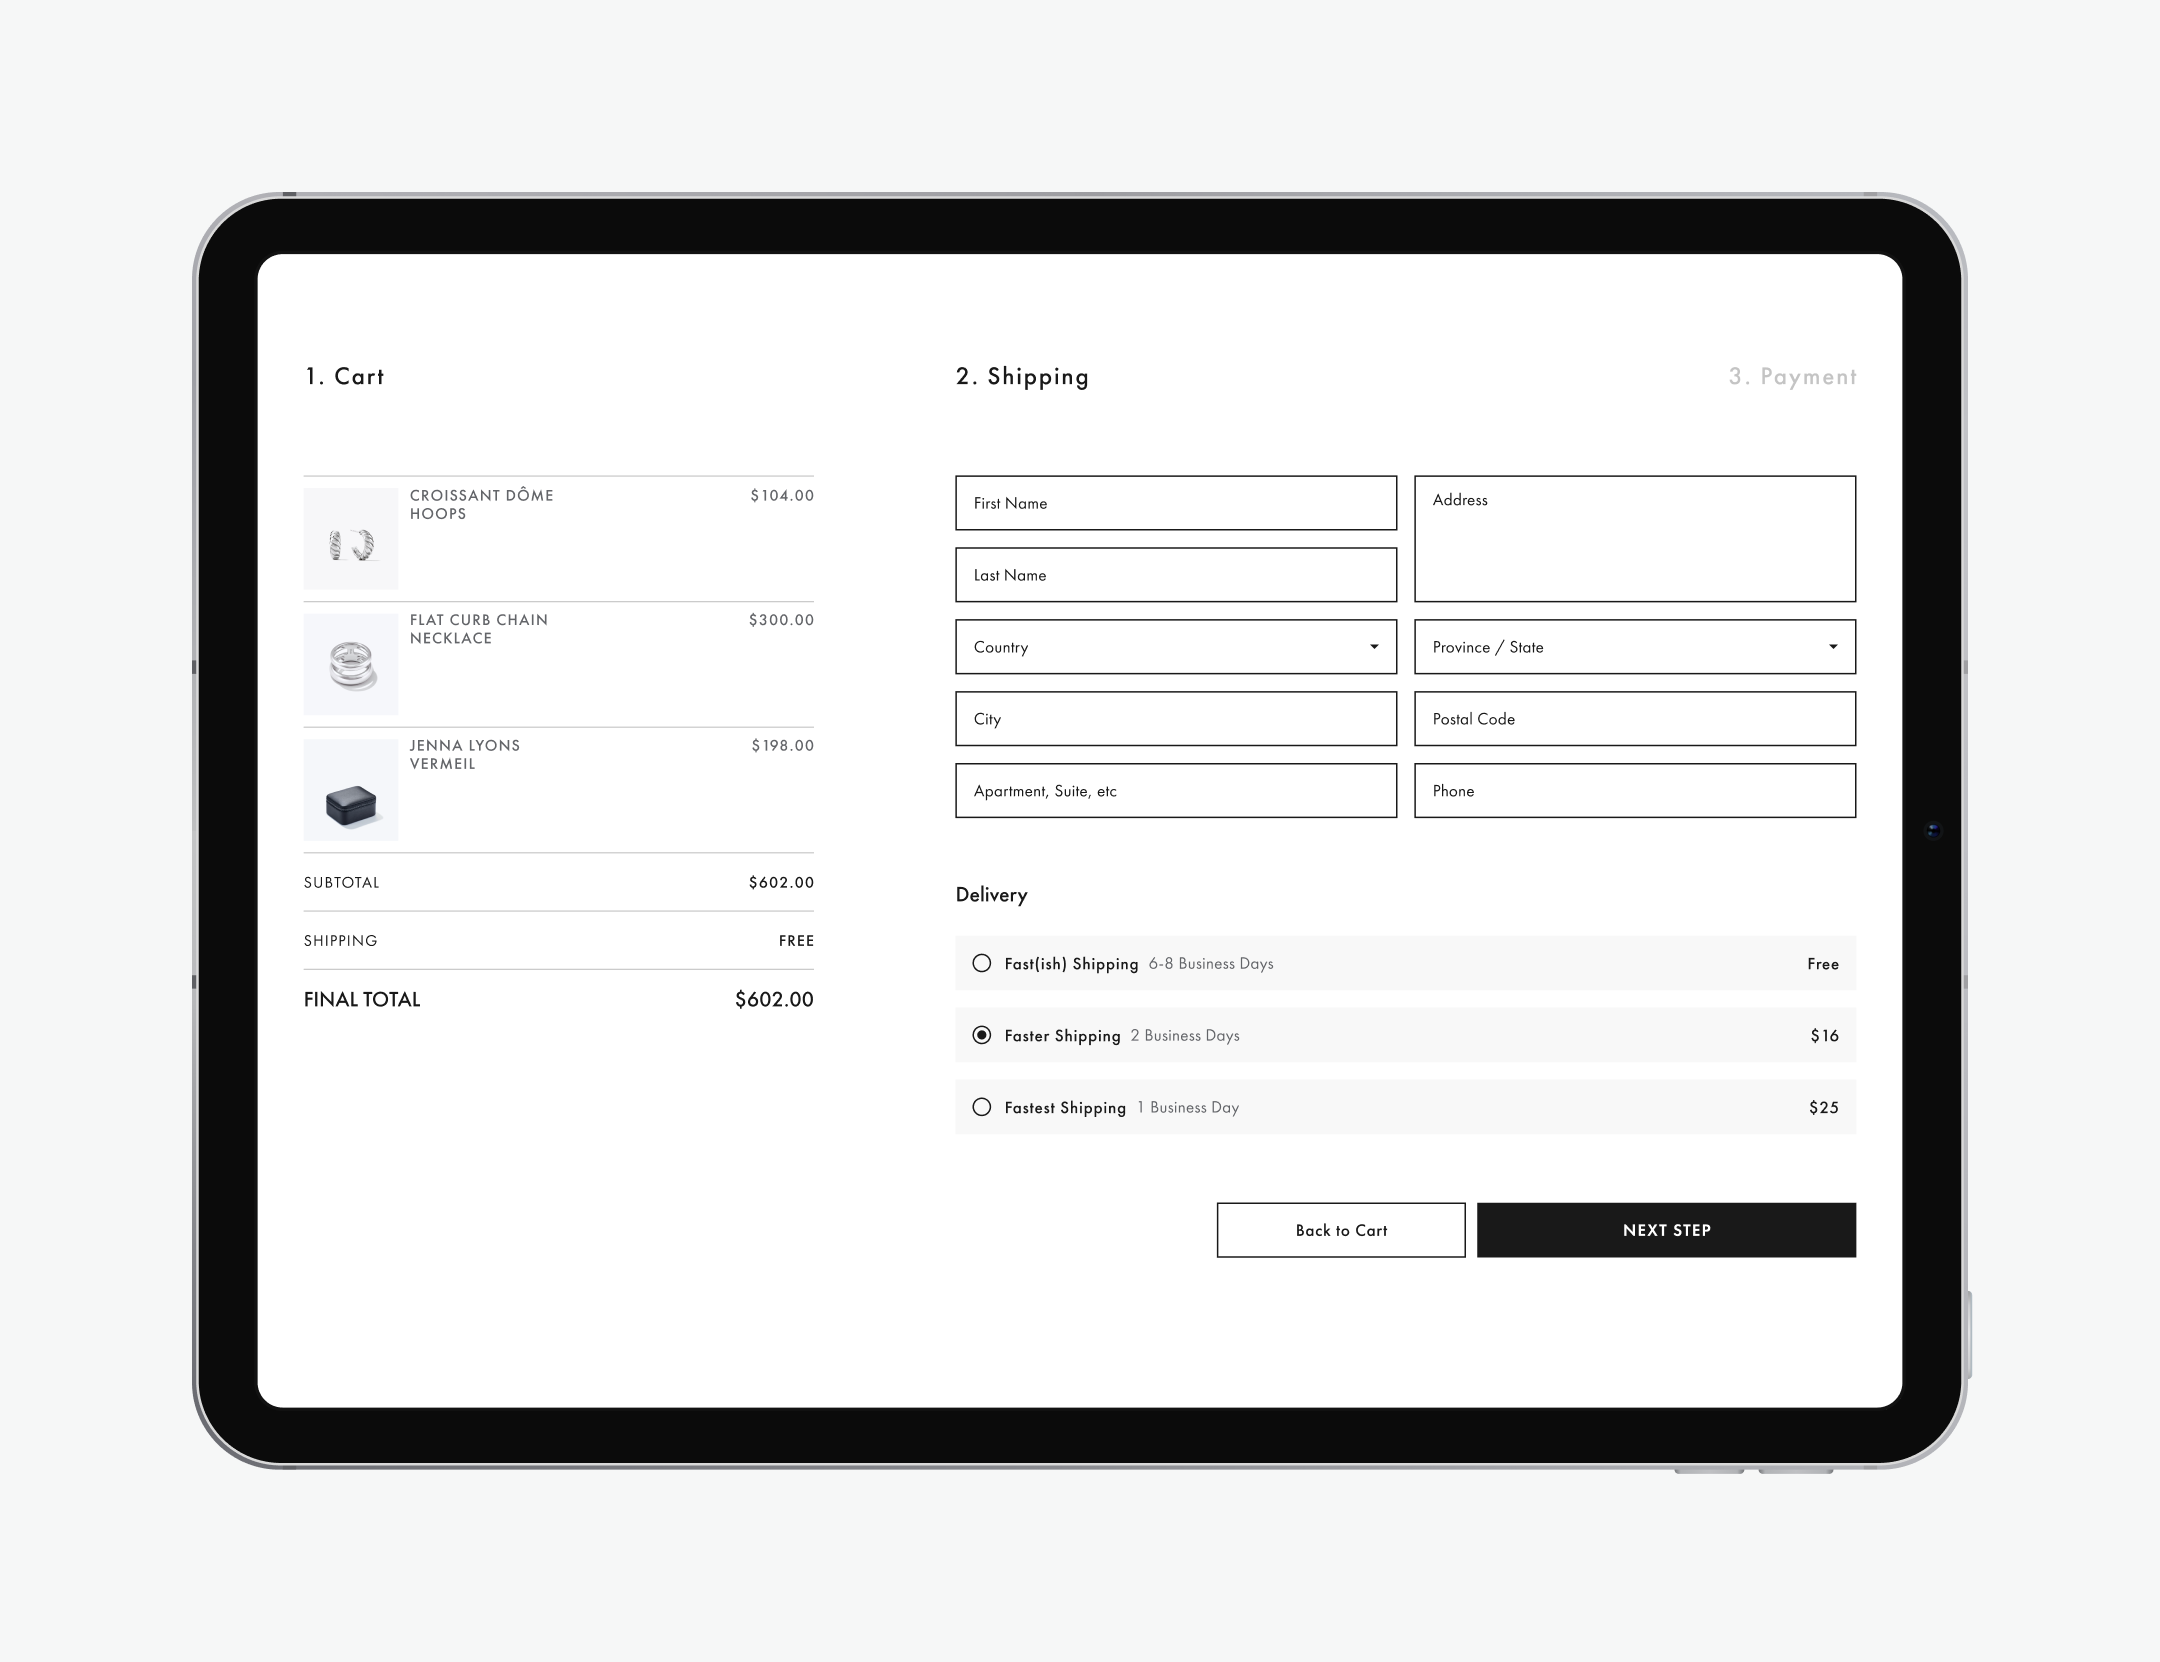 1. Cart
CROISSANT DÔME
HOOPS
$104.00
FLAT CURB CHAIN
NECKLACE
$300.00
JENNA LYONS
VERMEIL
$198.00
SUBTOTAL
$602.00
SHIPPING
FREE
FINAL TOTAL
$602.00
2. Shipping
3. Payment
First Name
Address
Last Name
Country
Province / State
City
Postal Code
Apartment, Suite, etc
Phone
Delivery
Fast(ish) Shipping 6-8 Business Days
Free
Faster Shipping 2 Business Days
$16
Fastest Shipping 1 Business Day
$25
Back to Cart
NEXT STEP